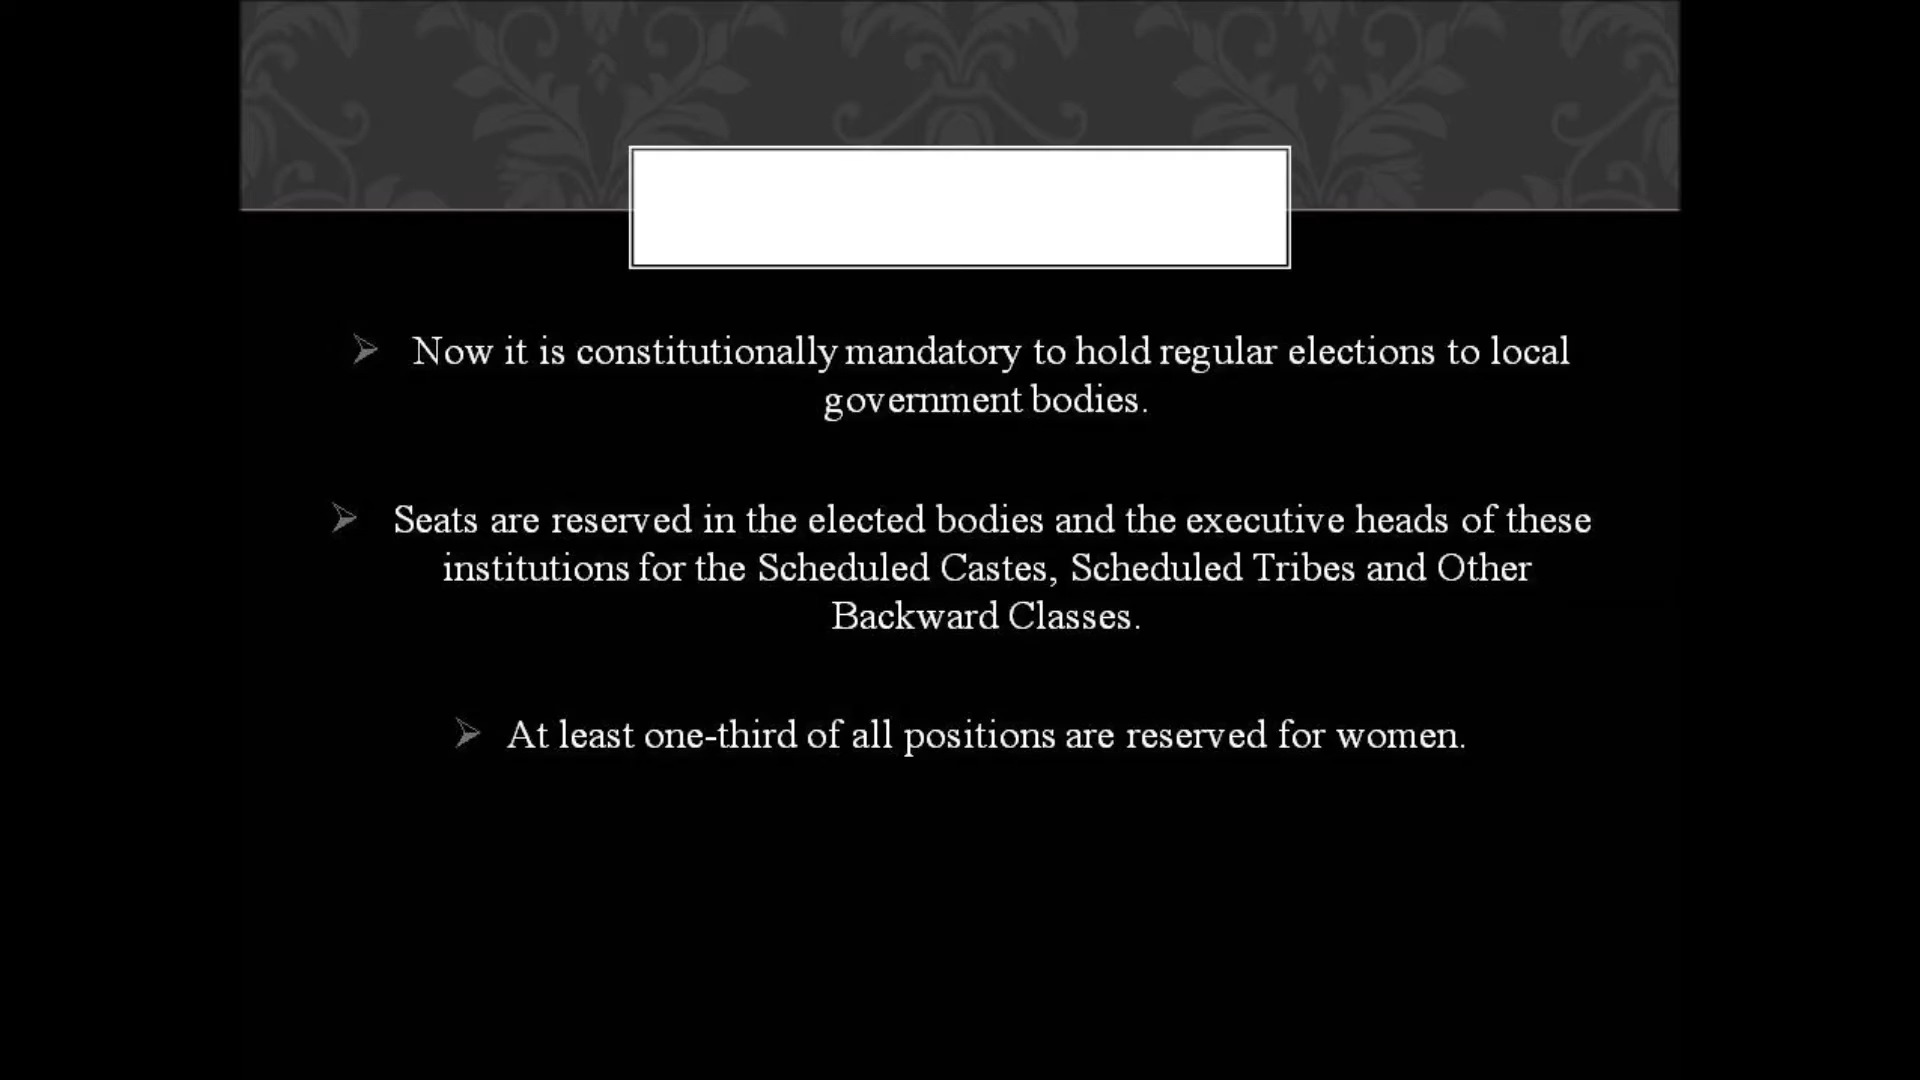 Now it is constitutionally mandatory to hold regular elections to local
government bodies.
Seats are reserved in the elected bodies and the executive heads of these
institutions for the Scheduled Castes, Scheduled Tribes and Other
Backward Classes.
At least one-third of all positions are reserved for women.